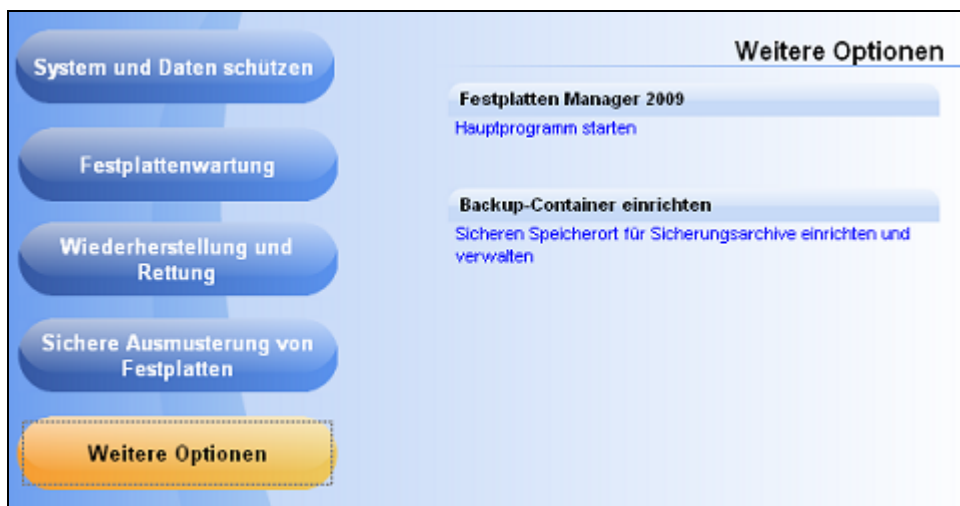 System und Daten schützen
Festplattenwartung
Wiederherstellung und
Rettung
Sichere Ausmusterung von
Festplatten
Weitere Optionen
Weitere Optionen
Festplatten Manager 2009
Hauptprogramm starten
Backup-Container einrichten
Sicheren Speicherort für Sicherungsarchive einrichten und
verwalten